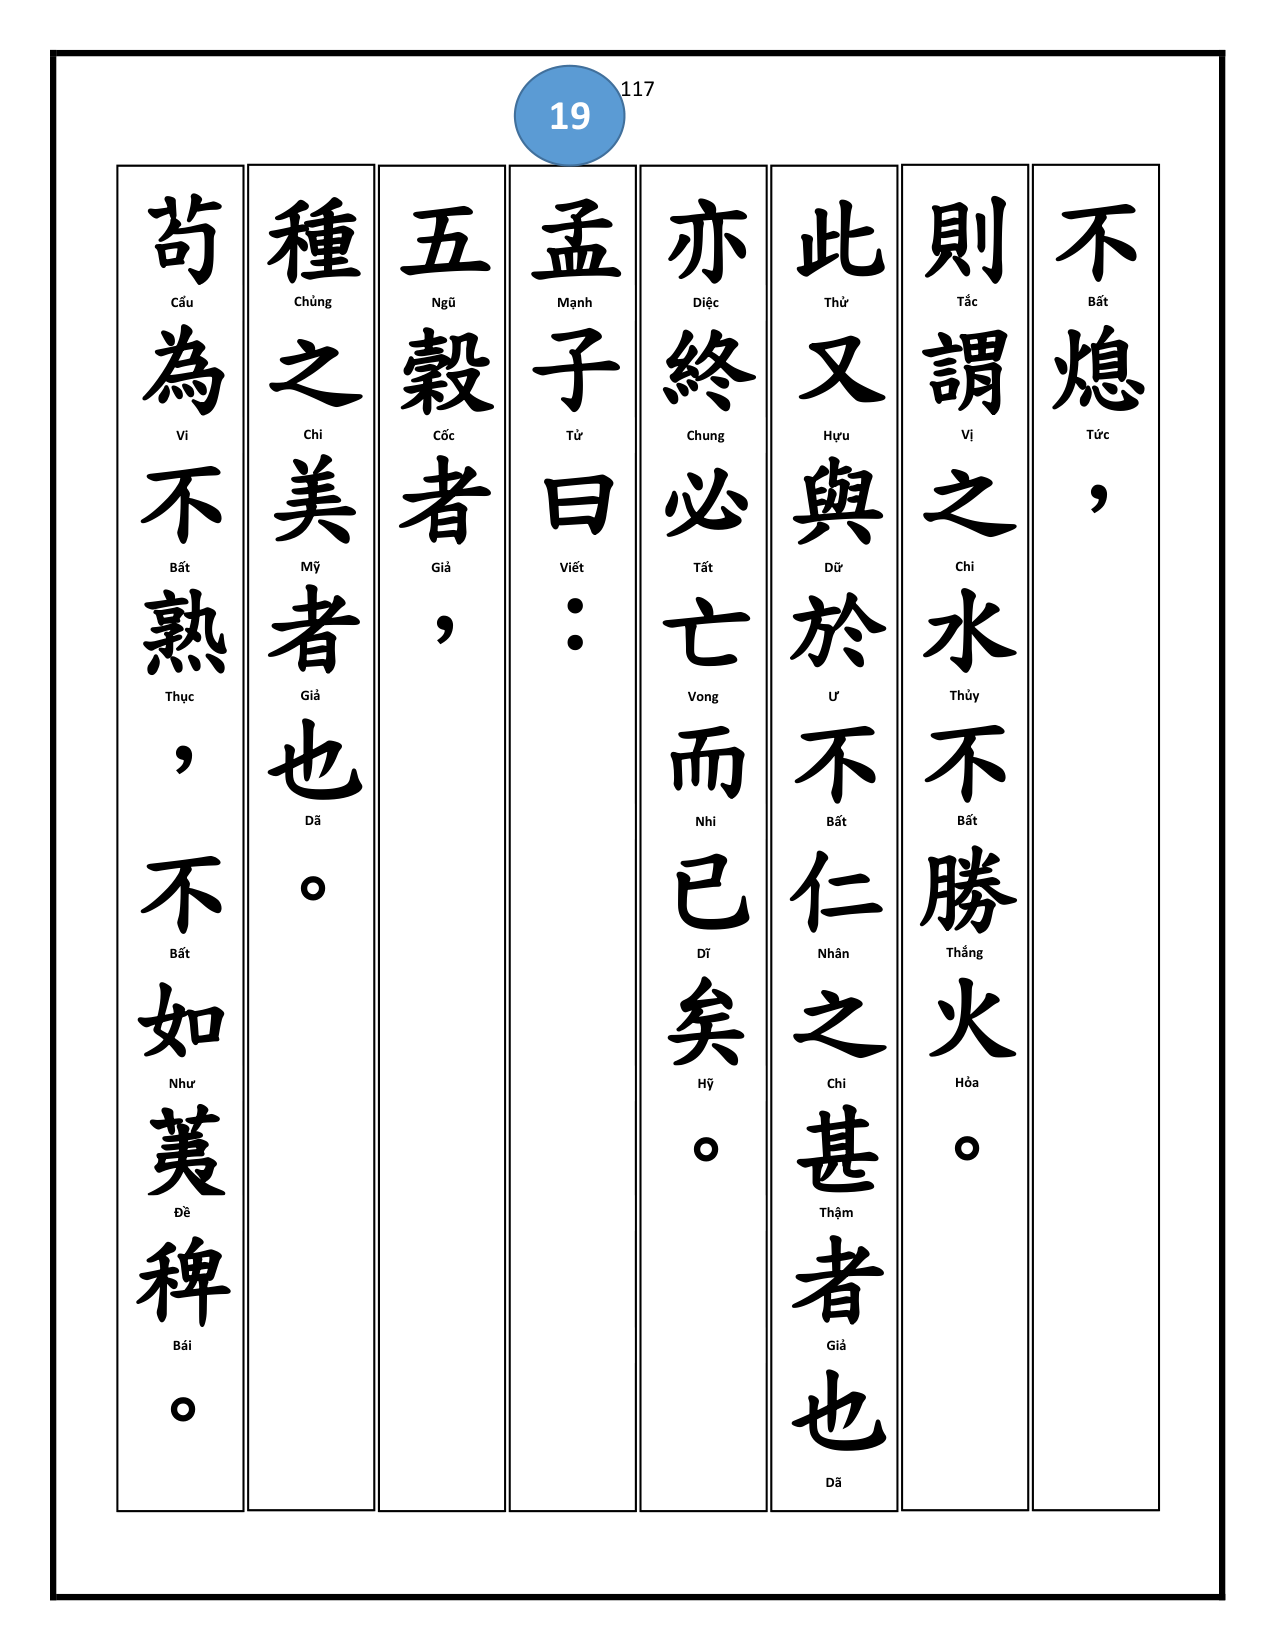 117
19
不熄，
Bất Tức
則謂之水不勝火。
Tắc Vị Chi Thủy Bất Thắng Hỏa
此又與於不仁之甚者也
Thử Hựu Dữ Ư Bất Nhân Chi Thậm Giả Dã
亦終必亡而已矣。
Diệc Chung Tất Vong Nhi Dĩ Hỹ
孟子曰：
Mạnh Tử Viết
五穀者，
Ngũ Cốc Giả
種之美者也。
Chủng Chi Mỹ Giả Dã
苟為不熟，不如荑稗。
Cẩu Vi Bất Thục Bất Như Đề Bái